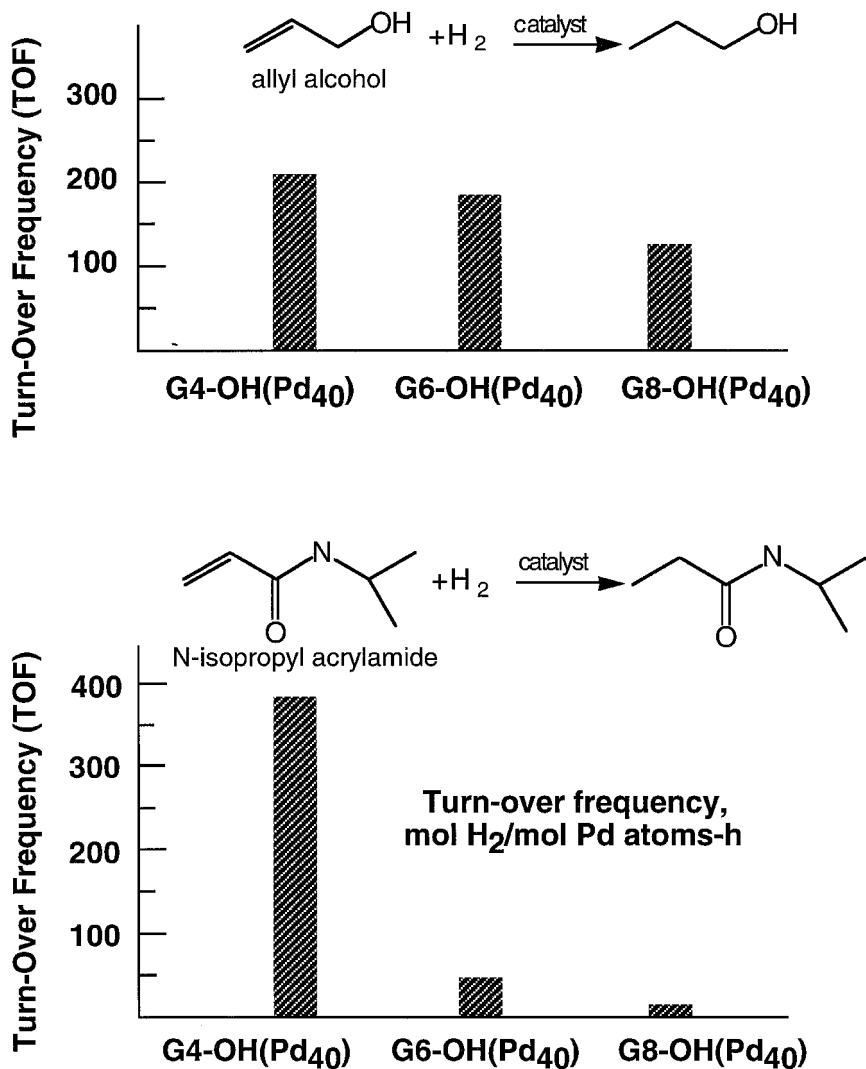 OH
+H2
catalyst
OH
allyl alcohol
Turn-Over Frequency (TOF)
300
200
100
G4-OH(Pd40) G6-OH(Pd40) G8-OH(Pd40)
N
O
+H2
catalyst
N
O
N-isopropyl acrylamide
Turn-Over Frequency (TOF)
400
300
200
100
Turn-over frequency,
mol H2/mol Pd atoms-h
G4-OH(Pd40) G6-OH(Pd40) G8-OH(Pd40)